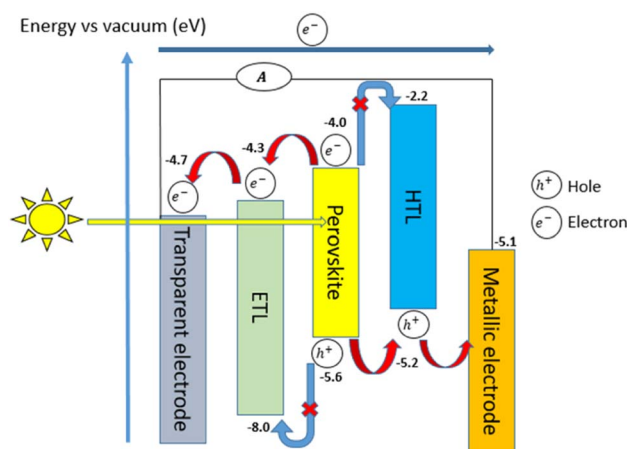 Energy vs vacuum (eV)
e⁻
A
-2.2
-4.0
-4.3
-4.7
e⁻
e⁻
e⁻
h⁺ Hole
e⁻ Electron
Transparent electrode
ETL
Perovskite
HTL
Metallic electrode
-5.1
h⁺
h⁺
-5.2
-5.6
-8.0